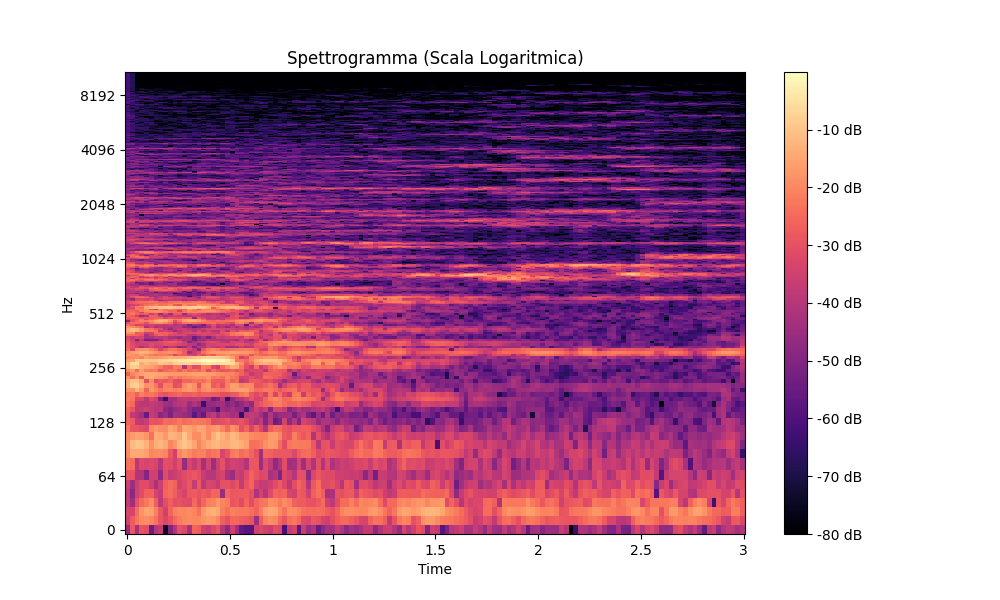 Spettrogramma (Scala Logaritmica)
Hz
8192
4096
2048
1024
512
256
128
64
0
0
0.5
1
1.5
2
2.5
3
Time
-10 dB
-20 dB
-30 dB
-40 dB
-50 dB
-60 dB
-70 dB
-80 dB